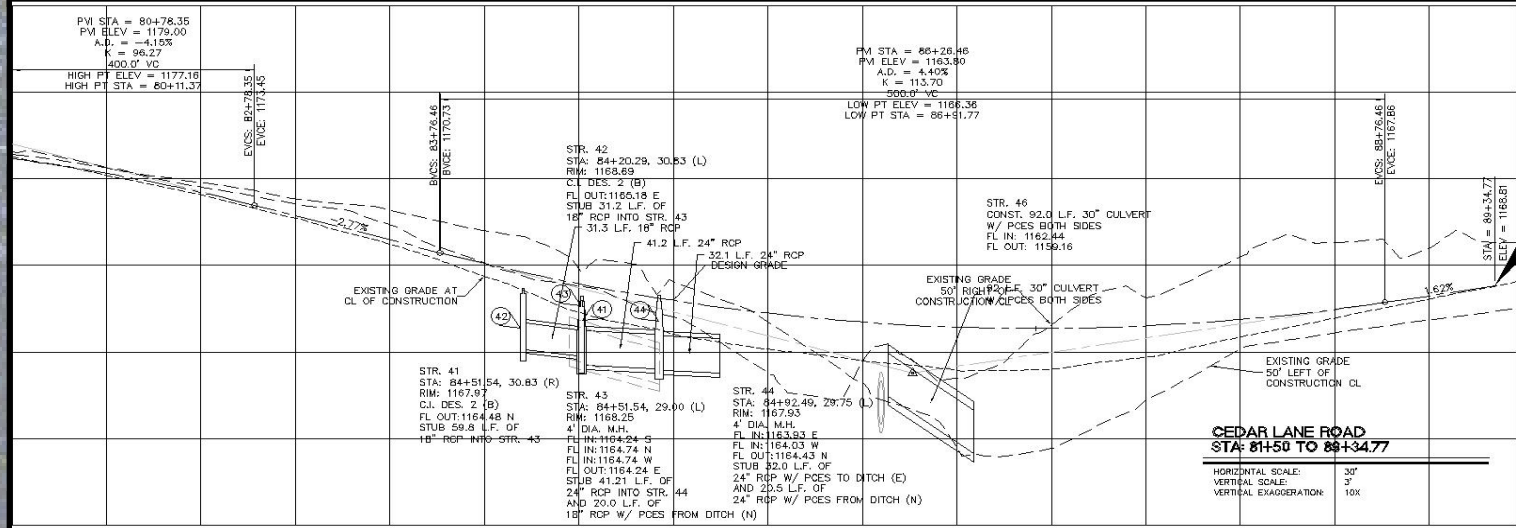 PVI STA = 80+78.35
PVI ELEV = 1179.00
A.D. = -4.15%
K = 96.27
400.0' VC
HIGH PT ELEV = 1177.16
HIGH PT STA = 80+11.37
EVCS: 82+78.35
EVCE: 1173.45
BVCS: 83+76.46
BVCE: 1170.73
PVI STA = 86+26.46
PVI ELEV = 1163.80
A.D. = 4.40%
K = 113.70
500.0' VC
LOW PT ELEV = 1166.36
LOW PT STA = 86+91.77
EVCS: 88+76.46
EVCE: 1167.86
STA = 89+34.77
ELEV = 1168.81
-2.77%
1.62%
STR. 42
STA: 84+20.29, 30.83 (L)
RIM: 1168.69
C.I. DES. 2 (B)
FL OUT:1165.18 E
STUB 31.2 L.F. OF
18" RCP INTO STR. 43
31.3 L.F. 18" RCP
41.2 L.F. 24" RCP
32.1 L.F. 24" RCP
DESIGN GRADE
STR. 46
CONST. 92.0 L.F. 30" CULVERT
W/ PCES BOTH SIDES
FL IN: 1162.44
FL OUT: 1159.16
EXISTING GRADE AT
CL OF CONSTRUCTION
EXISTING GRADE
50' RIGHT OF
CONSTRUCTION CL
92 L.F. 30" CULVERT
W/ PCES BOTH SIDES
42
43
41
44
EXISTING GRADE
50' LEFT OF
CONSTRUCTION CL
STR. 41
STA: 84+51.54, 30.83 (R)
RIM: 1167.97
C.I. DES. 2 (B)
FL OUT:1164.48 N
STUB 59.8 L.F. OF
18" RCP INTO STR. 43
STR. 43
STA: 84+51.54, 29.00 (L)
RIM: 1168.25
4' DIA. M.H.
FL IN:1164.24 S
FL IN:1164.74 N
FL IN:1164.74 W
FL OUT:1164.24 E
STUB 41.21 L.F. OF
24" RCP INTO STR. 44
AND 20.0 L.F. OF
18" RCP W/ PCES FROM DITCH (N)
STR. 44
STA: 84+92.49, 29.75 (L)
RIM: 1167.93
4' DIA. M.H.
FL IN:1163.93 E
FL IN:1164.03 W
FL OUT:1164.43 N
STUB 32.0 L.F. OF
24" RCP W/ PCES TO DITCH (E)
AND 20.5 L.F. OF
24" RCP W/ PCES FROM DITCH (N)
CEDAR LANE ROAD
STA: 81+50 TO 89+34.77
HORIZONTAL SCALE: 30'
VERTICAL SCALE: 3'
VERTICAL EXAGGERATION: 10X